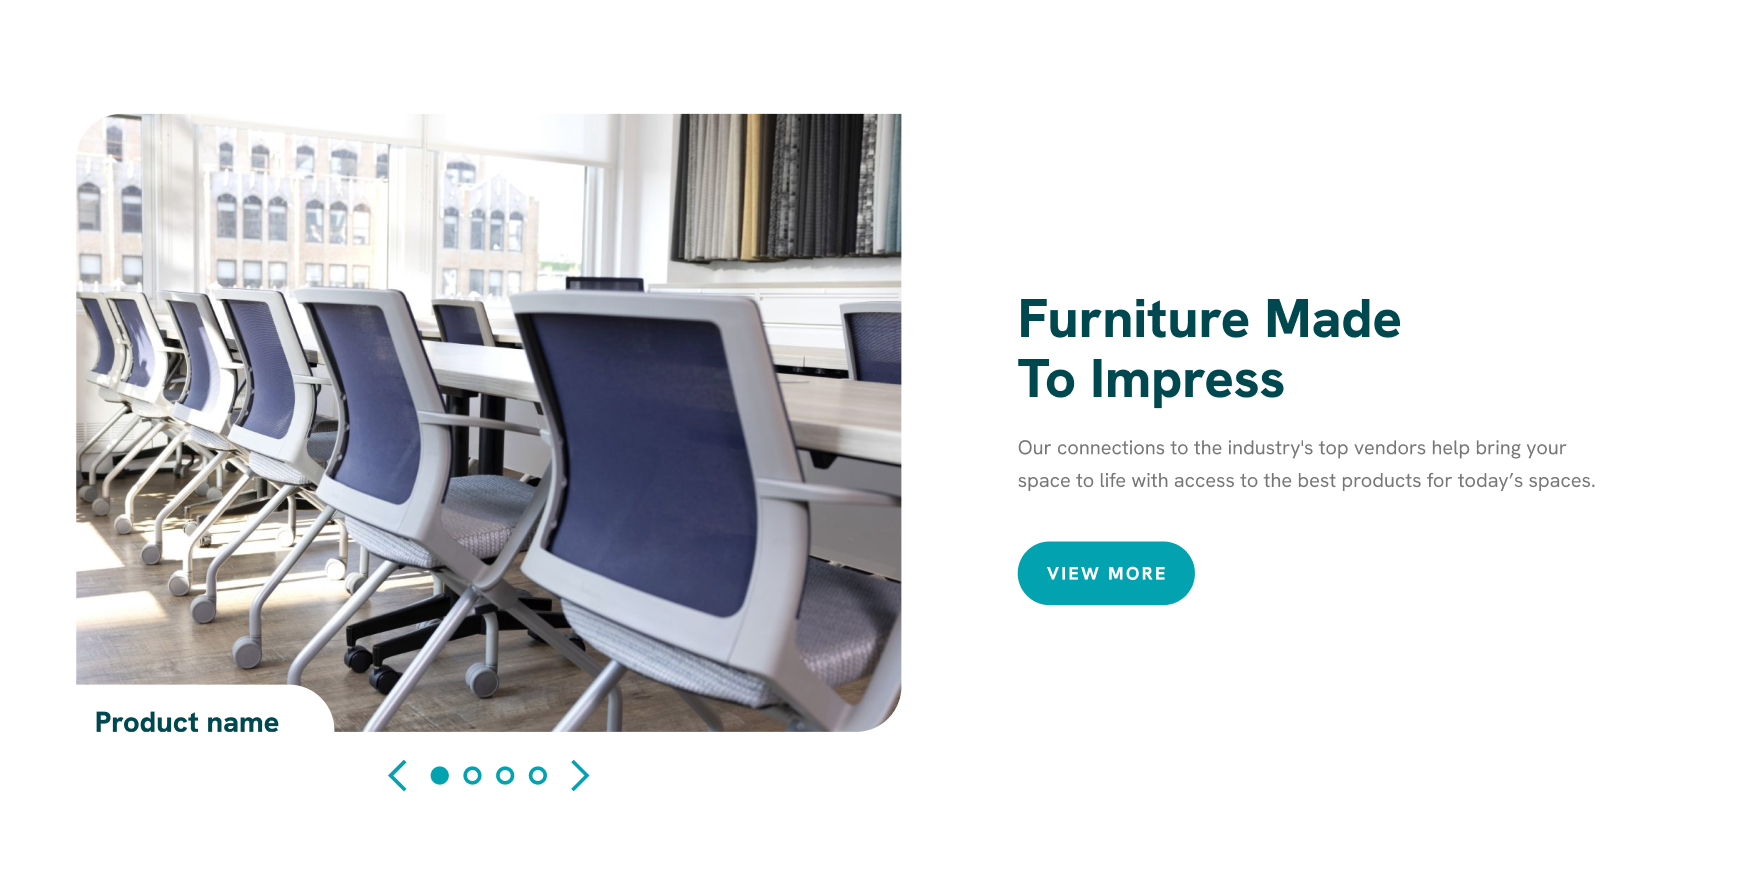 Furniture Made
To Impress
Our connections to the industry's top vendors help bring your
space to life with access to the best products for today’s spaces.
VIEW MORE
Product name